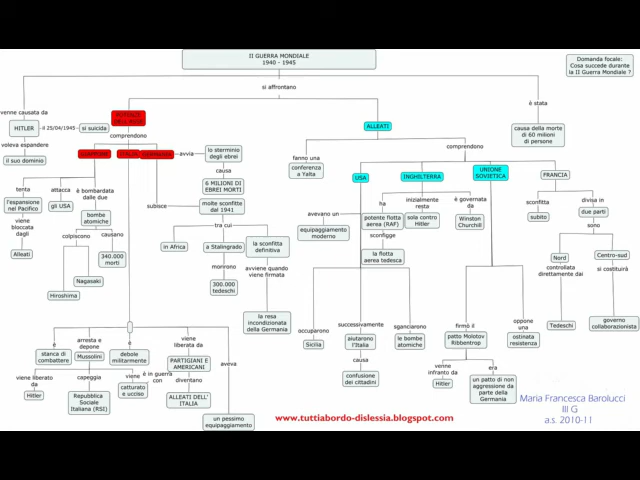 II GUERRA MONDIALE
1940 - 1945
Domanda focale:
Cosa succede durante
la II Guerra Mondiale ?
si affrontano
venne causata da
HITLER
il 25/04/1945
si suicida
voleva espandere
il suo dominio
POTENZE
DELL'ASSE
comprendono
GIAPPONE
ITALIA
GERMANIA
avvia
lo sterminio
degli ebrei
causa
6 MILIONI DI
EBREI MORTI
subisce
molte sconfitte
dal 1941
tra cui
in Africa
a Stalingrado
la sconfitta
definitiva
morirono
300.000
tedeschi
avviene quando
viene firmata
la resa
incondizionata
della Germania
tenta
l'espansione
nel Pacifico
viene
bloccata
dagli
Alleati
attacca
gli USA
è bombardata
dalle due
bombe
atomiche
colpiscono
causano
Hiroshima
Nagasaki
340.000
morti
è
stanca di
combattere
arresta e
depone
Mussolini
viene liberato
da
Hitler
capeggia
Repubblica
Sociale
Italiana (RSI)
viene
catturato
e ucciso
è
debole
militarmente
è in guerra
con
viene
liberata da
PARTIGIANI E
AMERICANI
diventano
ALLEATI DELL'
ITALIA
avviva
un pessimo
equipaggiamento
ALLEATI
è stata
causa della morte
di 60 milioni
di persone
fanno una
conferenza
a Yalta
comprendono
USA
INGHILTERRA
UNIONE
SOVIETICA
FRANCIA
avevano un
equipaggiamento
moderno
ha
potente flotta
aerea (RAF)
sconfigge
la flotta
aerea tedesca
inizialmente
resta
sola contro
Hitler
è governata
da
Winston
Churchill
sconfitta
subito
divisa in
due parti
sono
Nord
controllata
direttamente dai
Tedeschi
Centro-sud
si costituirà
governo
collaborazionista
occuparono
Sicilia
successivamente
aiutarono
l'Italia
causa
confusione
dei cittadini
sganciarono
le bombe
atomiche
firmò il
patto Molotov
Ribbentrop
venne
infranto da
Hitler
era
un patto di non
aggressione da
parte della
Germania
oppone
una
ostinata
resistenza
www.tuttiabordo-dislessia.blogspot.com
Maria Francesca Barolucci
III G
a.s. 2010-11